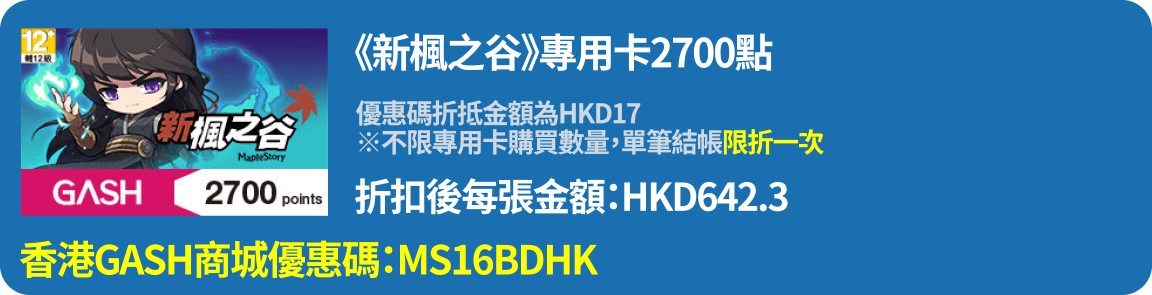 12+
輔12級
新楓之谷
MapleStory
GASH
2700 points
《新楓之谷》專用卡2700點
優惠碼折抵金額為HKD17
※不限專用卡購買數量，單筆結帳限折一次
折扣後每張金額：HKD642.3
香港GASH商城優惠碼：MS16BDHK